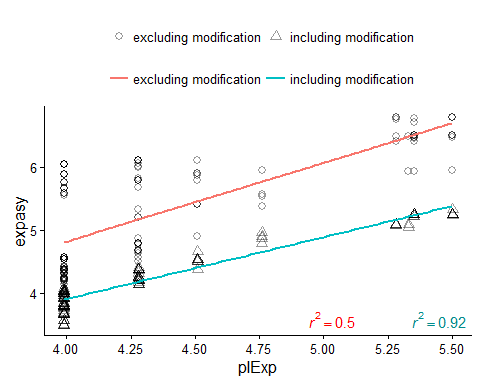 excluding modification including modification
excluding modification including modification
expasy
6
5
4
r² = 0.5 r² = 0.92
4.00 4.25 4.50 4.75 5.00 5.25 5.50
pIExp